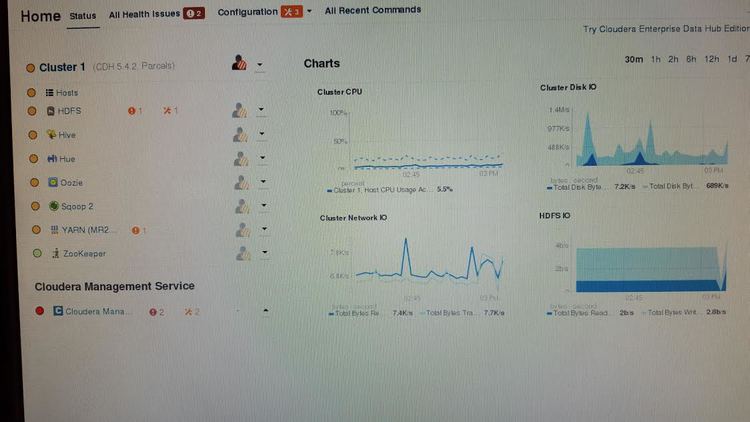 Home Status All Health Issues 2 Configuration 3 All Recent Commands
Try Cloudera Enterprise Data Hub Edition
Cluster 1 (CDH 5.4.2, Parcels)
Hosts
HDFS 1 1
Hive
Hue
Oozie
Sqoop 2
YARN (MR2... 1
ZooKeeper
Cloudera Management Service
Cloudera Mana... 2 2
Charts
30m 1h 2h 6h 12h 1d 7
Cluster CPU
100%
50%
02:45 03 PM
percent
Cluster 1, Host CPU Usage Ac... 5.5%
Cluster Disk IO
1.4M/s
977K/s
488K/s
02:45 03 PM
bytes / second
Total Disk Byte... 7.2K/s Total Disk Byt... 689K/s
Cluster Network IO
02:45 03 PM
bytes / second
Total Bytes Re... 7.4K/s Total Bytes Tra... 7.7K/s
HDFS IO
4b/s
2b/s
02:45 03 PM
bytes / second
Total Bytes Read... 2b/s Total Bytes Writ... 2.8b/s